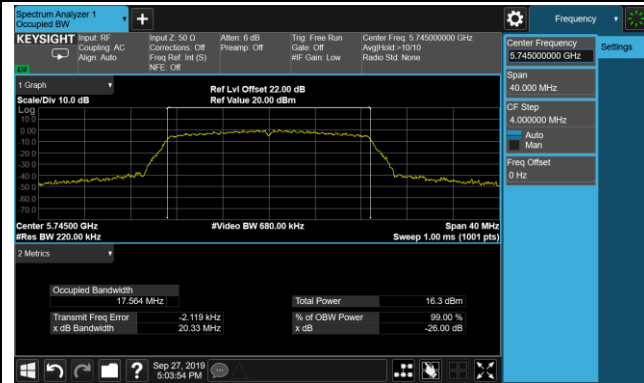 Spectrum Analyzer 1
Occupied BW
Frequency
KEYSIGHT
Input: RF
Coupling: AC
Align: Auto
Input Z: 50 Ω
Corrections: Off
Freq Ref: Int (S)
NFE: Off
Atten: 6 dB
Preamp: Off
Trig: Free Run
Gate: Off
#IF Gain: Low
Center Freq: 5.745000000 GHz
Avg|Hold:>10/10
Radio Std: None
1 Graph
Scale/Div 10.0 dB
Ref Lvl Offset 22.00 dB
Ref Value 20.00 dBm
Log
10.0
0.00
-10.0
-20.0
-30.0
-40.0
-50.0
-60.0
-70.0
Center 5.74500 GHz
#Res BW 220.00 kHz
#Video BW 680.00 kHz
Span 40 MHz
Sweep 1.00 ms (1001 pts)
2 Metrics
Occupied Bandwidth
17.564 MHz
Transmit Freq Error -2.119 kHz
x dB Bandwidth 20.33 MHz
Total Power 16.3 dBm
% of OBW Power 99.00 %
x dB -26.00 dB
Sep 27, 2019
5:03:54 PM
Center Frequency
5.745000000 GHz
Span
40.000 MHz
CF Step
4.000000 MHz
Auto
Man
Freq Offset
0 Hz
Settings